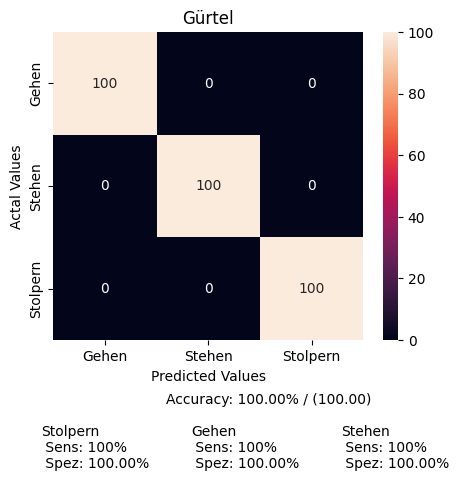 Gürtel
Actal Values
Gehen
Stehen
Stolpern
100 0 0
0 100 0
0 0 100
100
80
60
40
20
0
Gehen Stehen Stolpern
Predicted Values
Accuracy: 100.00% / (100.00)
Stolpern Gehen Stehen
Sens: 100% Sens: 100% Sens: 100%
Spez: 100.00% Spez: 100.00% Spez: 100.00%